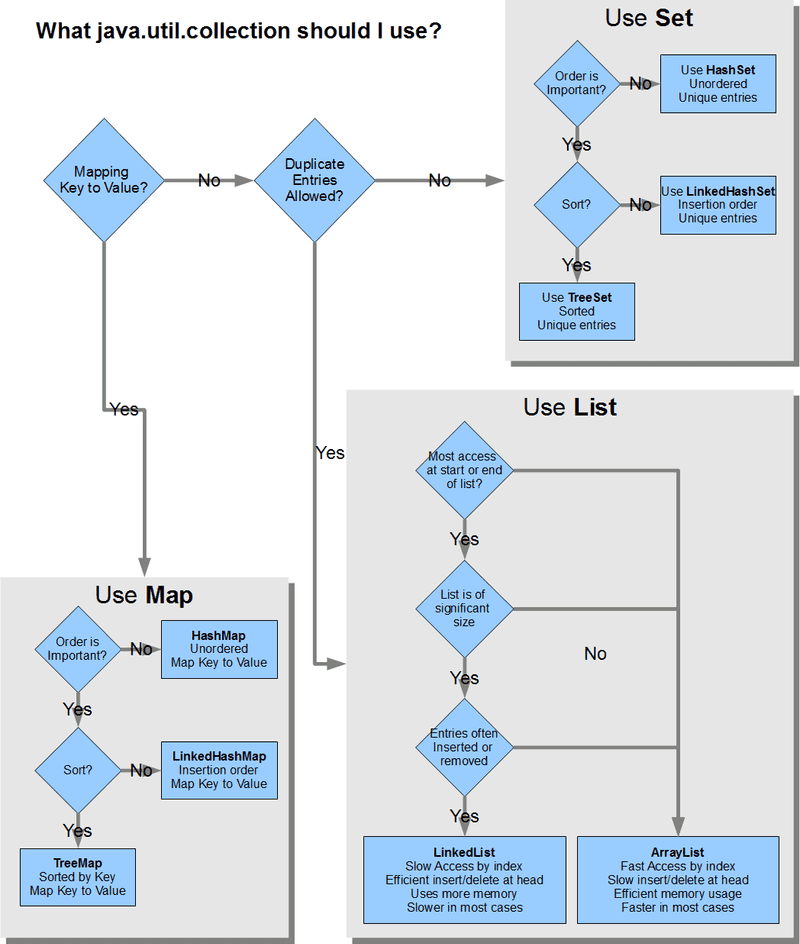 What java.util.collection should I use?
Mapping
Key to Value?
No
Duplicate
Entries
Allowed?
No
Yes
Yes
Use Set
Order is
Important?
No
Use HashSet
Unordered
Unique entries
Yes
Sort?
No
Use LinkedHashSet
Insertion order
Unique entries
Yes
Use TreeSet
Sorted
Unique entries
Use List
Most access
at start or end
of list?
Yes
List is of
significant
size
Yes
No
Entries often
Inserted or
removed
Yes
LinkedList
Slow Access by index
Efficient insert/delete at head
Uses more memory
Slower in most cases
ArrayList
Fast Access by index
Slow insert/delete at head
Efficient memory usage
Faster in most cases
Use Map
Order is
Important?
No
HashMap
Unordered
Map Key to Value
Yes
Sort?
No
LinkedHashMap
Insertion order
Map Key to Value
Yes
TreeMap
Sorted by Key
Map Key to Value